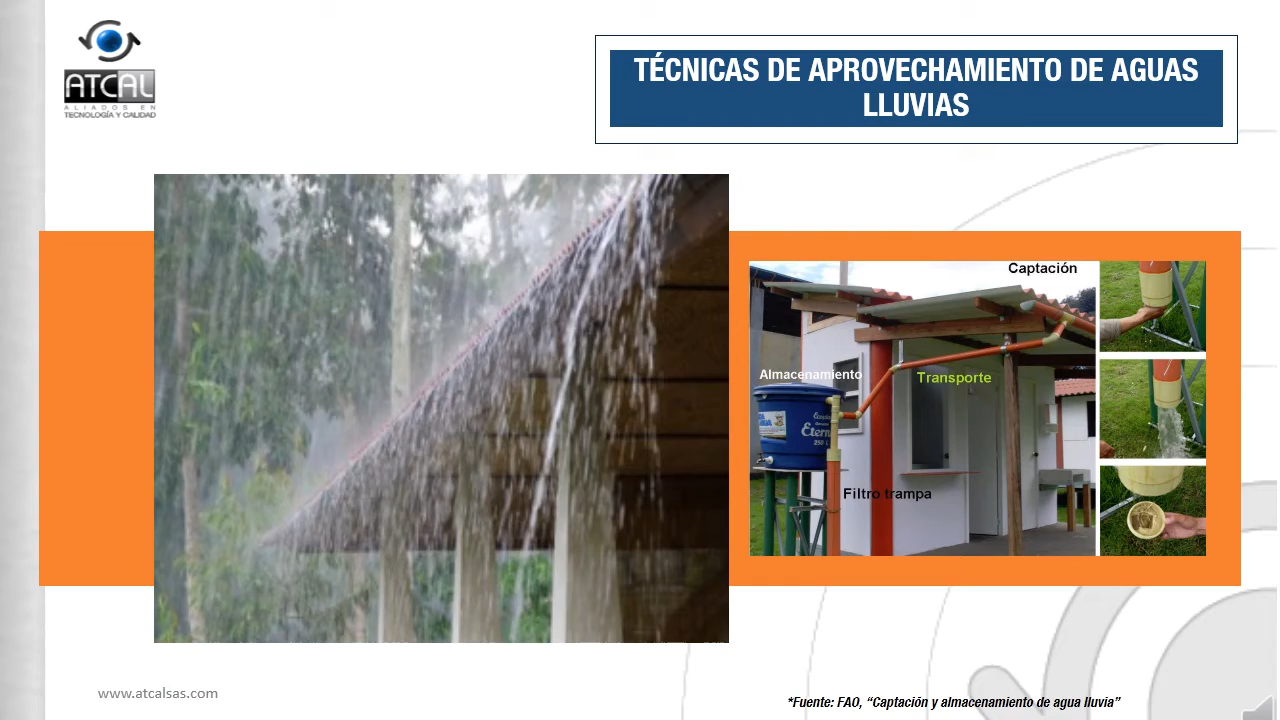 ATCAL
ALIADOS EN
TECNOLOGÍA Y CALIDAD
TÉCNICAS DE APROVECHAMIENTO DE AGUAS
LLUVIAS
Captación
Almacenamiento
Transporte
Filtro trampa
www.atcalsas.com
*Fuente: FAO, “Captación y almacenamiento de agua lluvia”